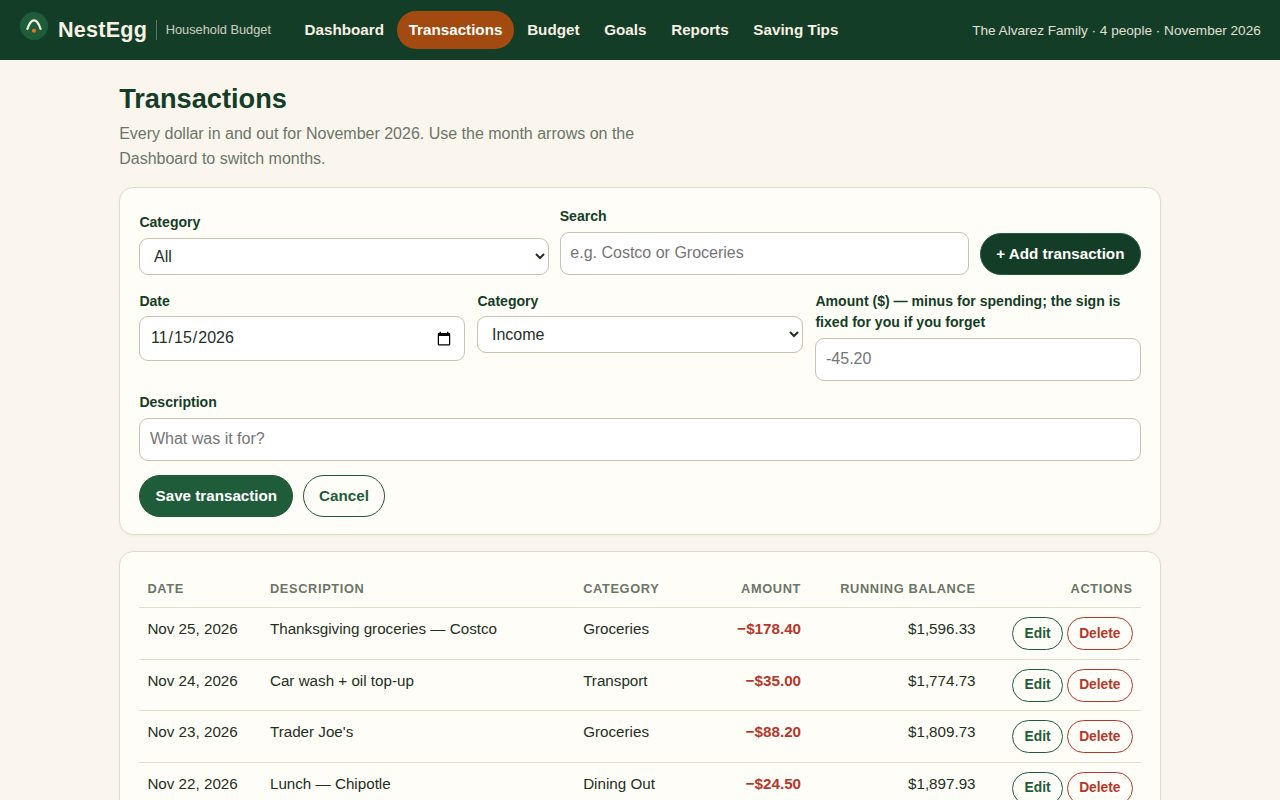 NestEgg
Household Budget
Dashboard
Transactions
Budget
Goals
Reports
Saving Tips
The Alvarez Family · 4 people · November 2026
Transactions
Every dollar in and out for November 2026. Use the month arrows on the
Dashboard to switch months.
Category
Search
All
e.g. Costco or Groceries
+ Add transaction
Date
Category
Amount ($) — minus for spending; the sign is
fixed for you if you forget
11/15/2026
Income
-45.20
Description
What was it for?
Save transaction
Cancel
DATE DESCRIPTION CATEGORY AMOUNT RUNNING BALANCE ACTIONS
Nov 25, 2026 Thanksgiving groceries — Costco Groceries −$178.40 $1,596.33 Edit Delete
Nov 24, 2026 Car wash + oil top-up Transport −$35.00 $1,774.73 Edit Delete
Nov 23, 2026 Trader Joe's Groceries −$88.20 $1,809.73 Edit Delete
Nov 22, 2026 Lunch — Chipotle Dining Out −$24.50 $1,897.93 Edit Delete